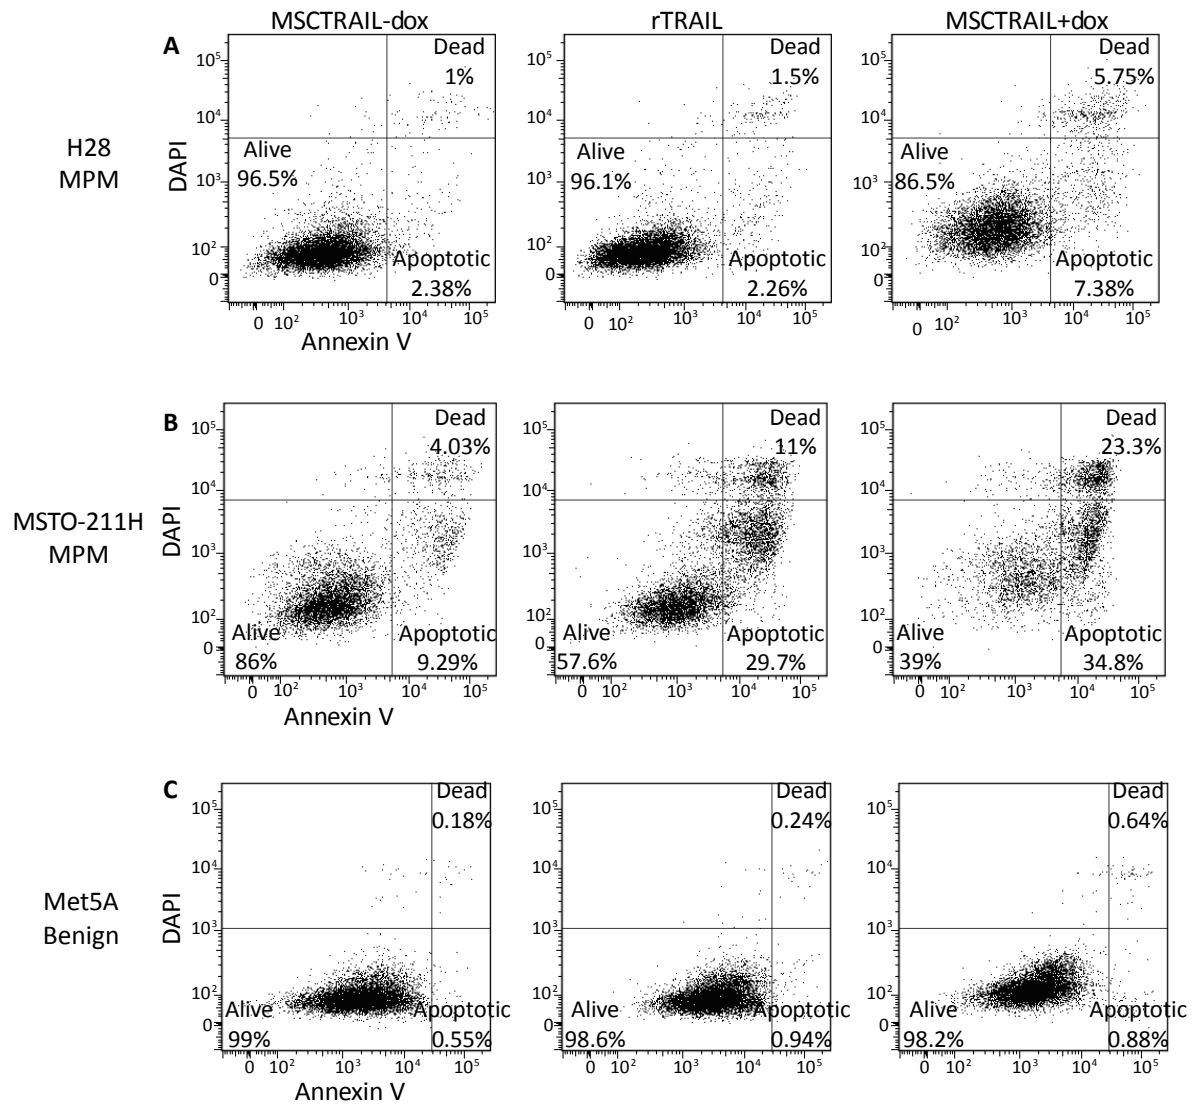 MSCTRAIL-dox
rTRAIL
MSCTRAIL+dox
A
H28
MPM
DAPI
10⁵
10⁴
10³
10²
0
Dead
1%
Alive
96.5%
Apoptotic
2.38%
0 10² 10³ 10⁴ 10⁵
Annexin V
10⁵
10⁴
10³
10²
0
Dead
1.5%
Alive
96.1%
Apoptotic
2.26%
0 10² 10³ 10⁴ 10⁵
10⁵
10⁴
10³
10²
0
Dead
5.75%
Alive
86.5%
Apoptotic
7.38%
0 10² 10³ 10⁴ 10⁵
B
MSTO-211H
MPM
DAPI
10⁵
10⁴
10³
10²
0
Dead
4.03%
Alive
86%
Apoptotic
9.29%
0 10² 10³ 10⁴ 10⁵
Annexin V
10⁵
10⁴
10³
10²
0
Dead
11%
Alive
57.6%
Apoptotic
29.7%
0 10² 10³ 10⁴ 10⁵
10⁵
10⁴
10³
10²
0
Dead
23.3%
Alive
39%
Apoptotic
34.8%
0 10² 10³ 10⁴ 10⁵
C
Met5A
Benign
DAPI
10⁵
10⁴
10³
10²
0
Dead
0.18%
Alive
99%
Apoptotic
0.55%
0 10² 10³ 10⁴ 10⁵
Annexin V
10⁵
10⁴
10³
10²
0
Dead
0.24%
Alive
98.6%
Apoptotic
0.94%
0 10² 10³ 10⁴ 10⁵
10⁵
10⁴
10³
10²
0
Dead
0.64%
Alive
98.2%
Apoptotic
0.88%
0 10² 10³ 10⁴ 10⁵